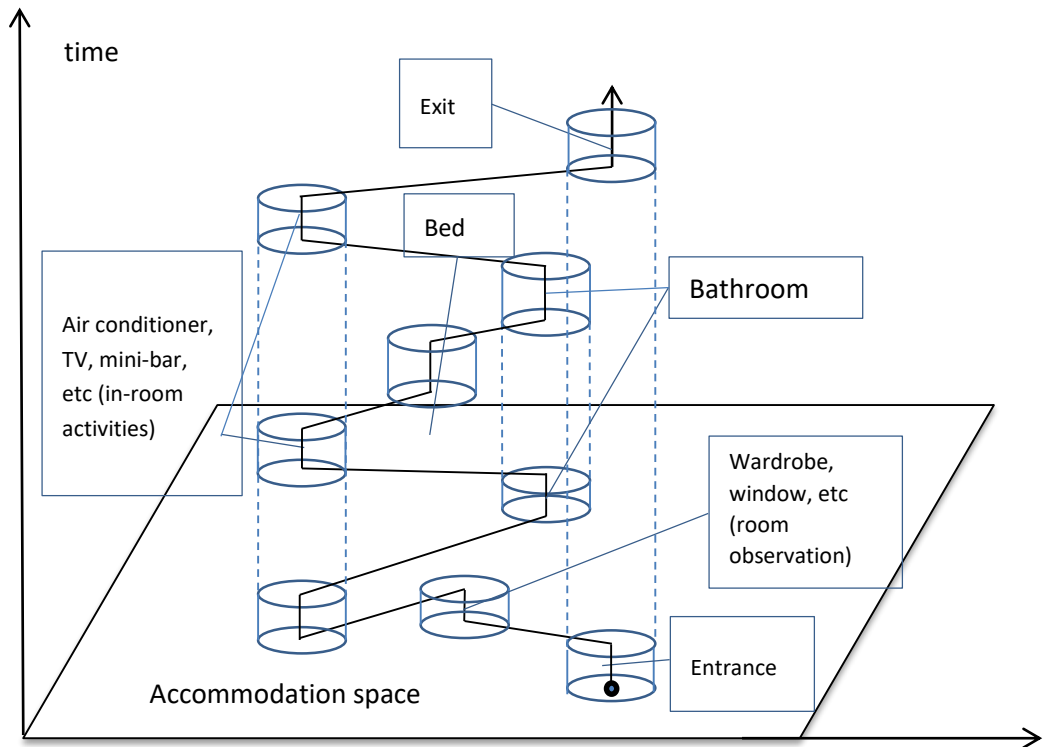 time
Exit
Bed
Bathroom
Air conditioner,
TV, mini-bar,
etc (in-room
activities)
Wardrobe,
window, etc
(room
observation)
Entrance
Accommodation space